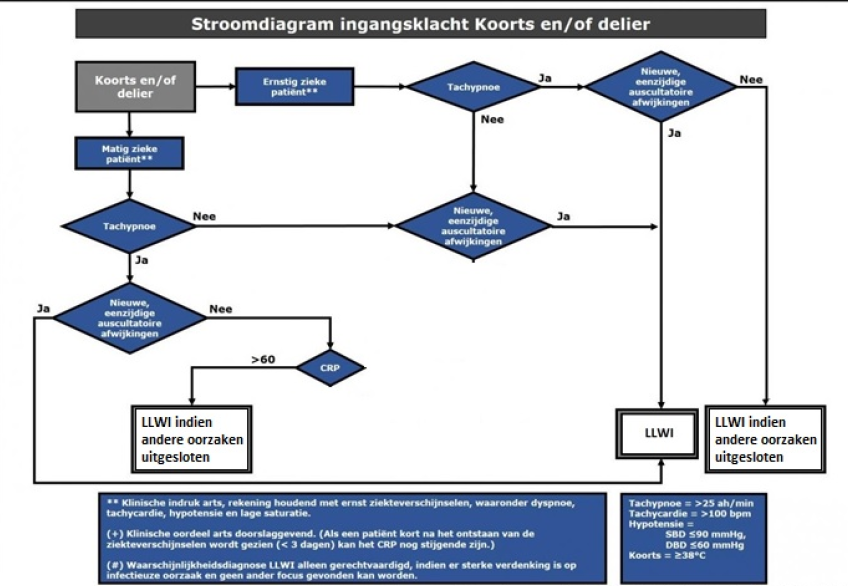 Stroomdiagram ingangsklacht Koorts en/of delier
Koorts en/of
delier
Ernstig zieke
patiënt**
Tachypnoe
Ja
Nieuwe,
eenzijdige
auscultatoire
afwijkingen
Nee
Nee
Ja
Matig zieke
patiënt**
Tachypnoe
Nee
Nieuwe,
eenzijdige
auscultatoire
afwijkingen
Ja
Ja
Ja
Nieuwe,
eenzijdige
auscultatoire
afwijkingen
Nee
>60
CRP
LLWI indien
andere oorzaken
uitgesloten
LLWI
LLWI indien
andere oorzaken
uitgesloten
** Klinische indruk arts, rekening houdend met ernst ziekteverschijnselen, waaronder dyspnoe,
tachycardie, hypotensie en lage saturatie.
(+) Klinische oordeel arts doorslaggevend. (Als een patiënt kort na het ontstaan van de
ziekteverschijnselen wordt gezien (< 3 dagen) kan het CRP nog stijgende zijn.)
(#) Waarschijnlijkheidsdiagnose LLWI alleen gerechtvaardigd, indien er sterke verdenking is op
infectieuze oorzaak en geen ander focus gevonden kan worden.
Tachypnoe = >25 ah/min
Tachycardie = >100 bpm
Hypotensie =
SBD ≤90 mmHg,
DBD ≤60 mmHg
Koorts = ≥38°C